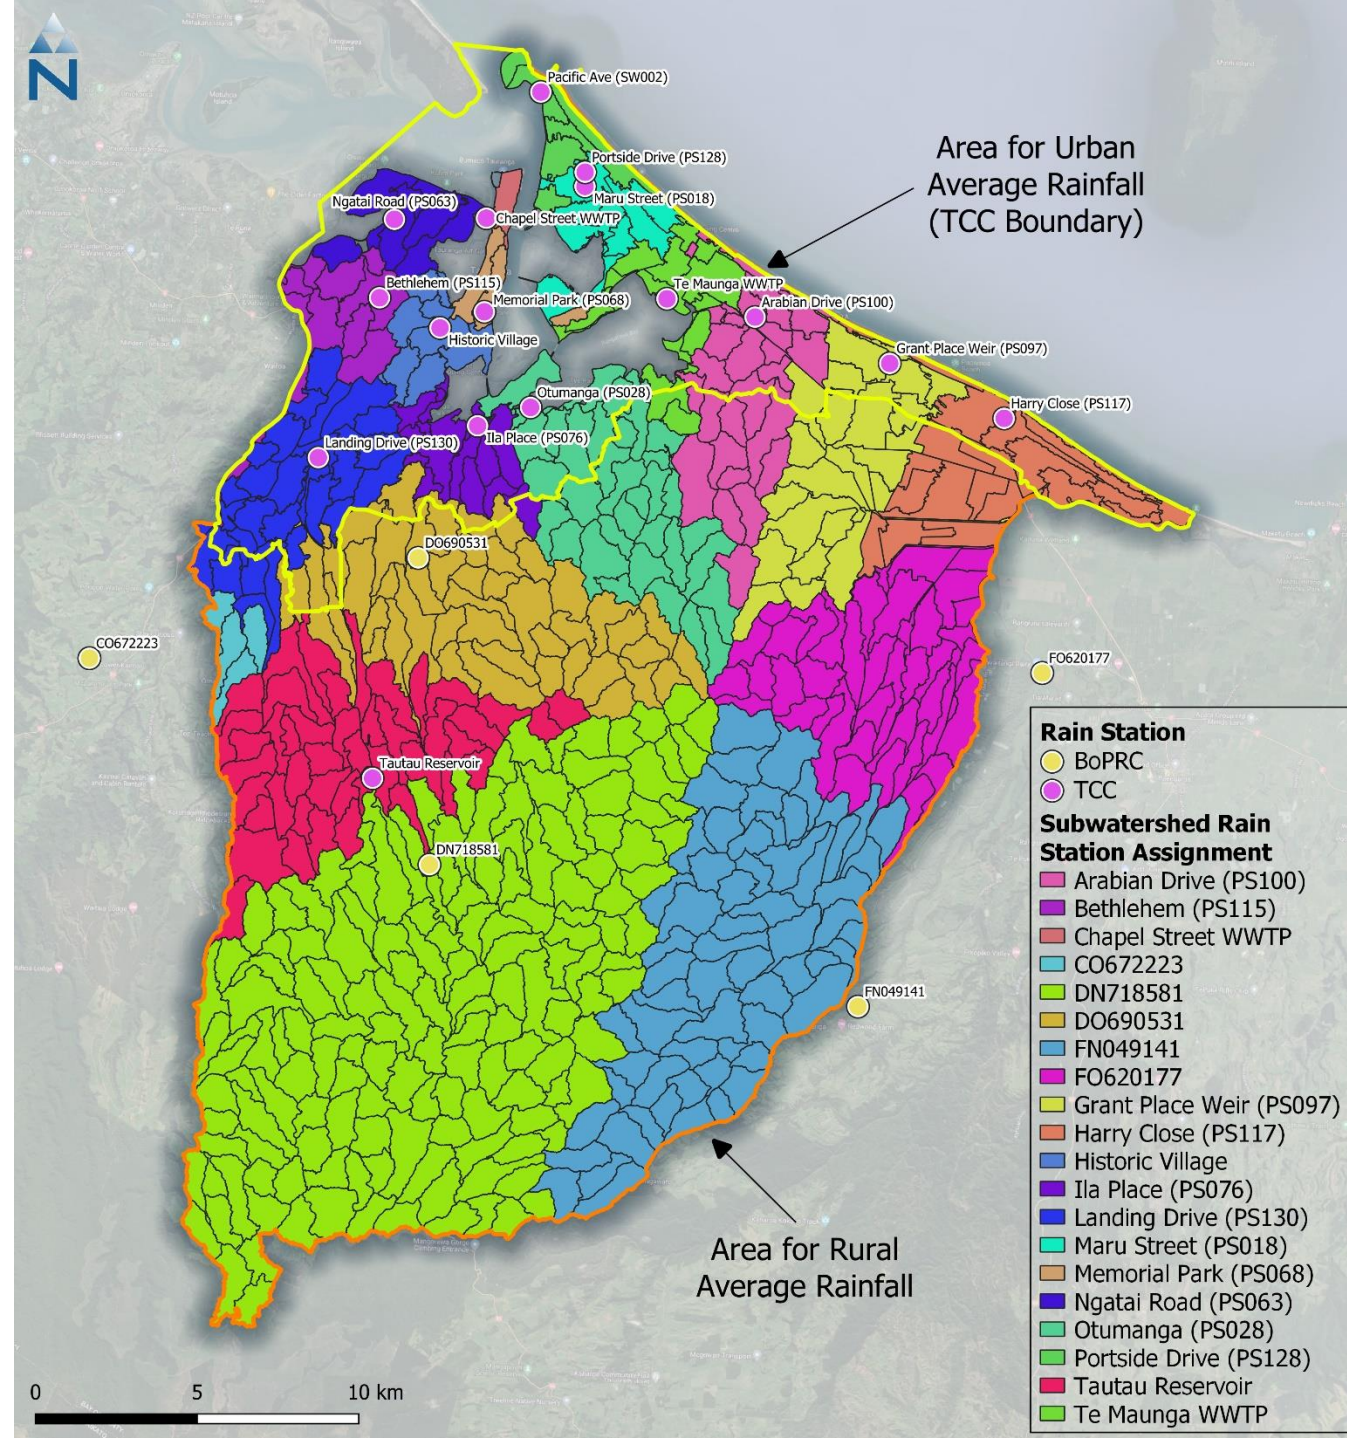 N
Pacific Ave (SW002)
Area for Urban
Average Rainfall
(TCC Boundary)
Portside Drive (PS128)
Maru Street (PS018)
Ngatai Road (PS063)
Chapel Street WWTP
Bethlehem (PS115)
Te Maunga WWTP
Memorial Park (PS068)
Arabian Drive (PS100)
Historic Village
Grant Place Weir (PS097)
Otumanga (PS028)
Harry Close (PS117)
Ila Place (PS076)
Landing Drive (PS130)
DO690531
CO672223
FO620177
Tautau Reservoir
DN718581
FN049141
Area for Rural
Average Rainfall
Rain Station
BoPRC
TCC
Subwatershed Rain
Station Assignment
Arabian Drive (PS100)
Bethlehem (PS115)
Chapel Street WWTP
CO672223
DN718581
DO690531
FN049141
FO620177
Grant Place Weir (PS097)
Harry Close (PS117)
Historic Village
Ila Place (PS076)
Landing Drive (PS130)
Maru Street (PS018)
Memorial Park (PS068)
Ngatai Road (PS063)
Otumanga (PS028)
Portside Drive (PS128)
Tautau Reservoir
Te Maunga WWTP
0 5 10 km